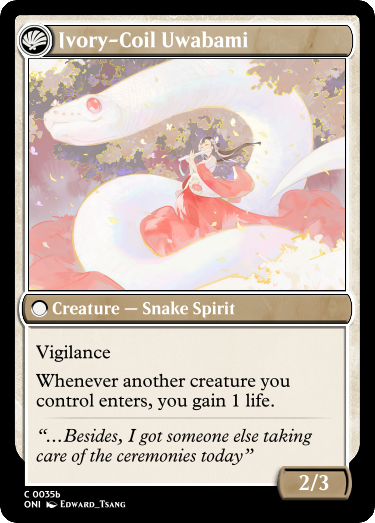 Ivory-Coil Uwabami
Creature — Snake Spirit
Vigilance
Whenever another creature you
control enters, you gain 1 life.
“…Besides, I got someone else taking
care of the ceremonies today”
2/3
C 0035b
ONI Edward_Tsang